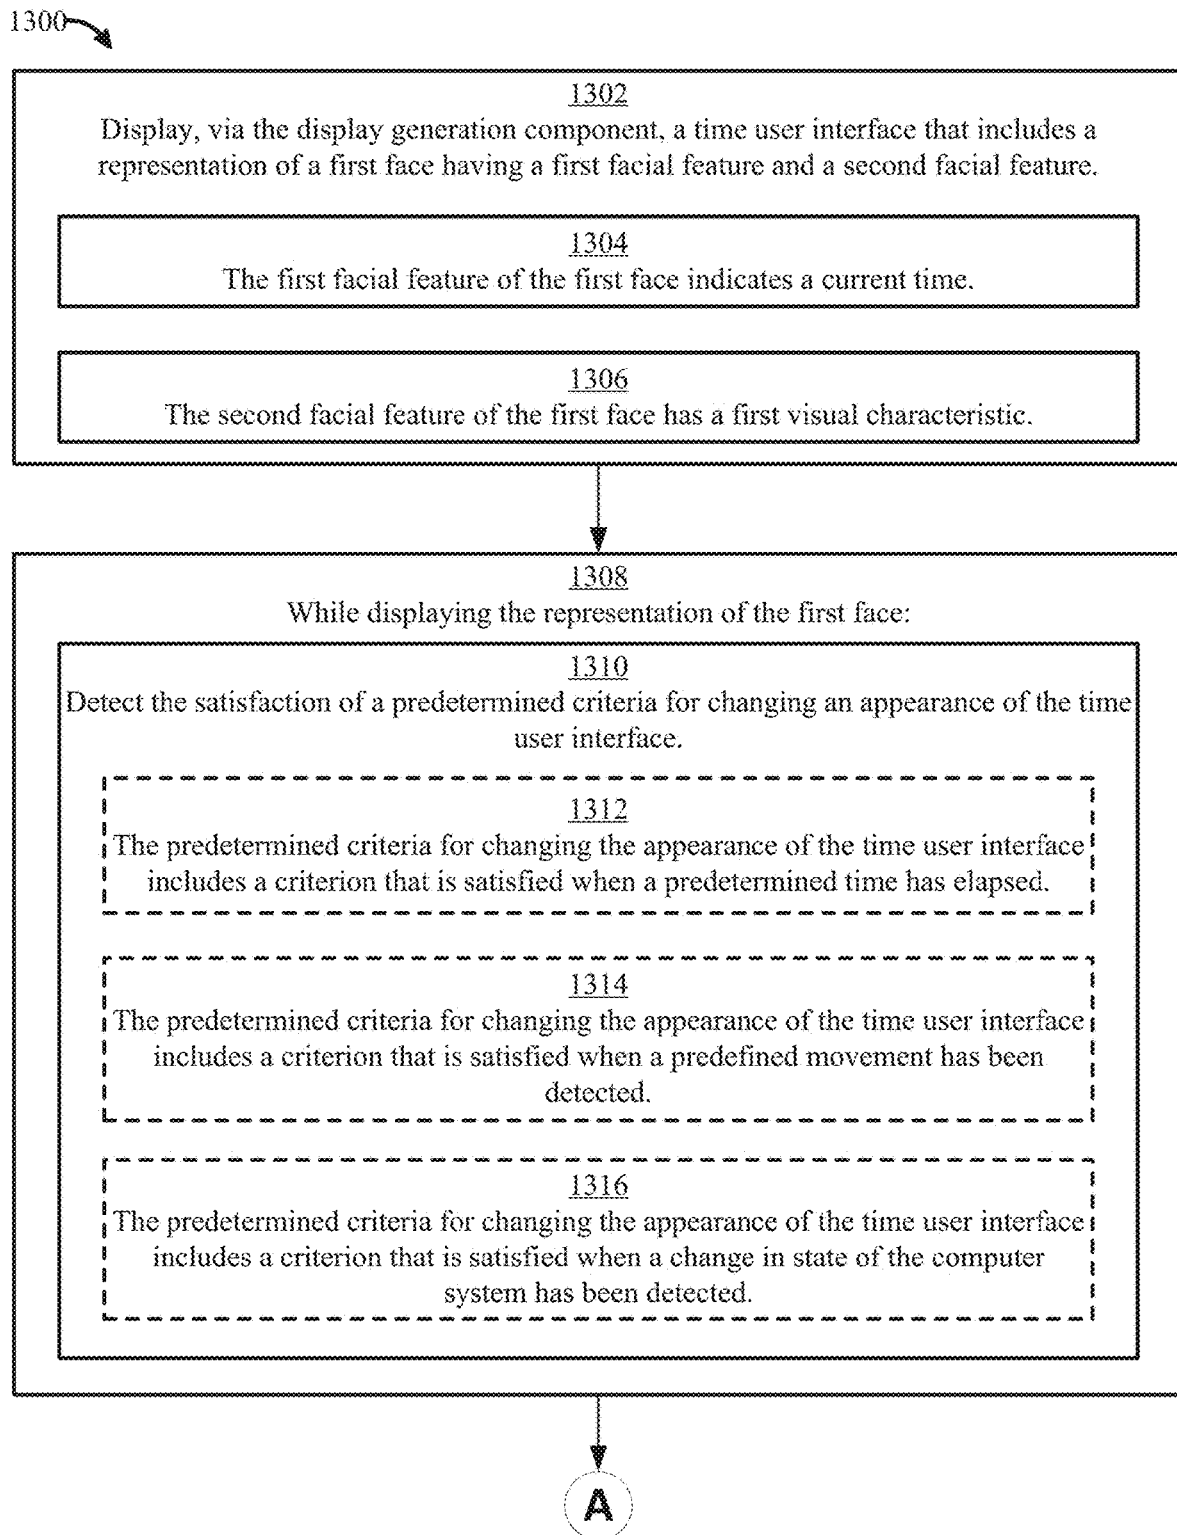 1300
1302
Display, via the display generation component, a time user interface that includes a
representation of a first face having a first facial feature and a second facial feature.
1304
The first facial feature of the first face indicates a current time.
1306
The second facial feature of the first face has a first visual characteristic.
1308
While displaying the representation of the first face:
1310
Detect the satisfaction of a predetermined criteria for changing an appearance of the time
user interface.
1312
The predetermined criteria for changing the appearance of the time user interface
includes a criterion that is satisfied when a predetermined time has elapsed.
1314
The predetermined criteria for changing the appearance of the time user interface
includes a criterion that is satisfied when a predefined movement has been
detected.
1316
The predetermined criteria for changing the appearance of the time user interface
includes a criterion that is satisfied when a change in state of the computer
system has been detected.
A